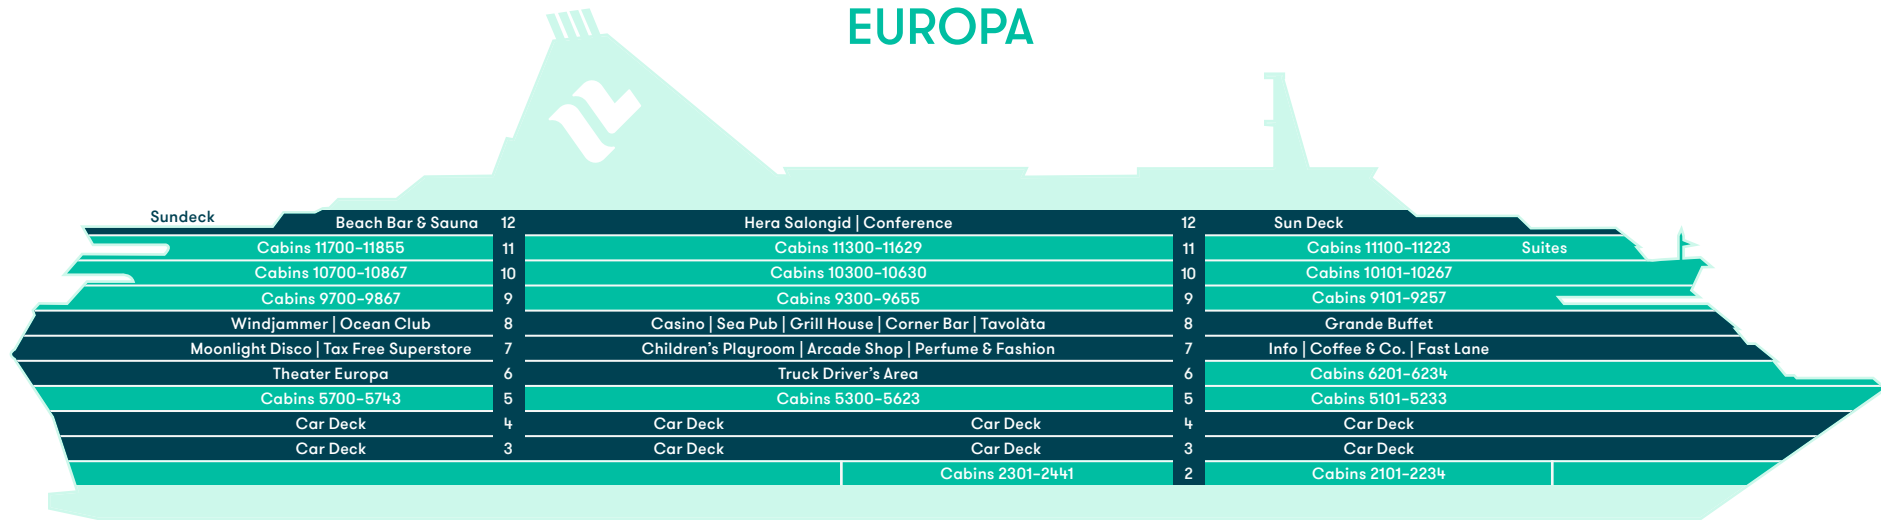 EUROPA
Sundeck
Beach Bar & Sauna 12 Hera Salongid | Conference 12 Sun Deck
Cabins 11700-11855 11 Cabins 11300-11629 11 Cabins 11100-11223 Suites
Cabins 10700-10867 10 Cabins 10300-10630 10 Cabins 10101-10267
Cabins 9700-9867 9 Cabins 9300-9655 9 Cabins 9101-9257
Windjammer | Ocean Club 8 Casino | Sea Pub | Grill House | Corner Bar | Tavolàta 8 Grande Buffet
Moonlight Disco | Tax Free Superstore 7 Children's Playroom | Arcade Shop | Perfume & Fashion 7 Info | Coffee & Co. | Fast Lane
Theater Europa 6 Truck Driver's Area 6 Cabins 6201-6234
Cabins 5700-5743 5 Cabins 5300-5623 5 Cabins 5101-5233
Car Deck 4 Car Deck Car Deck 4 Car Deck
Car Deck 3 Car Deck Car Deck 3 Car Deck
Cabins 2301-2441 2 Cabins 2101-2234